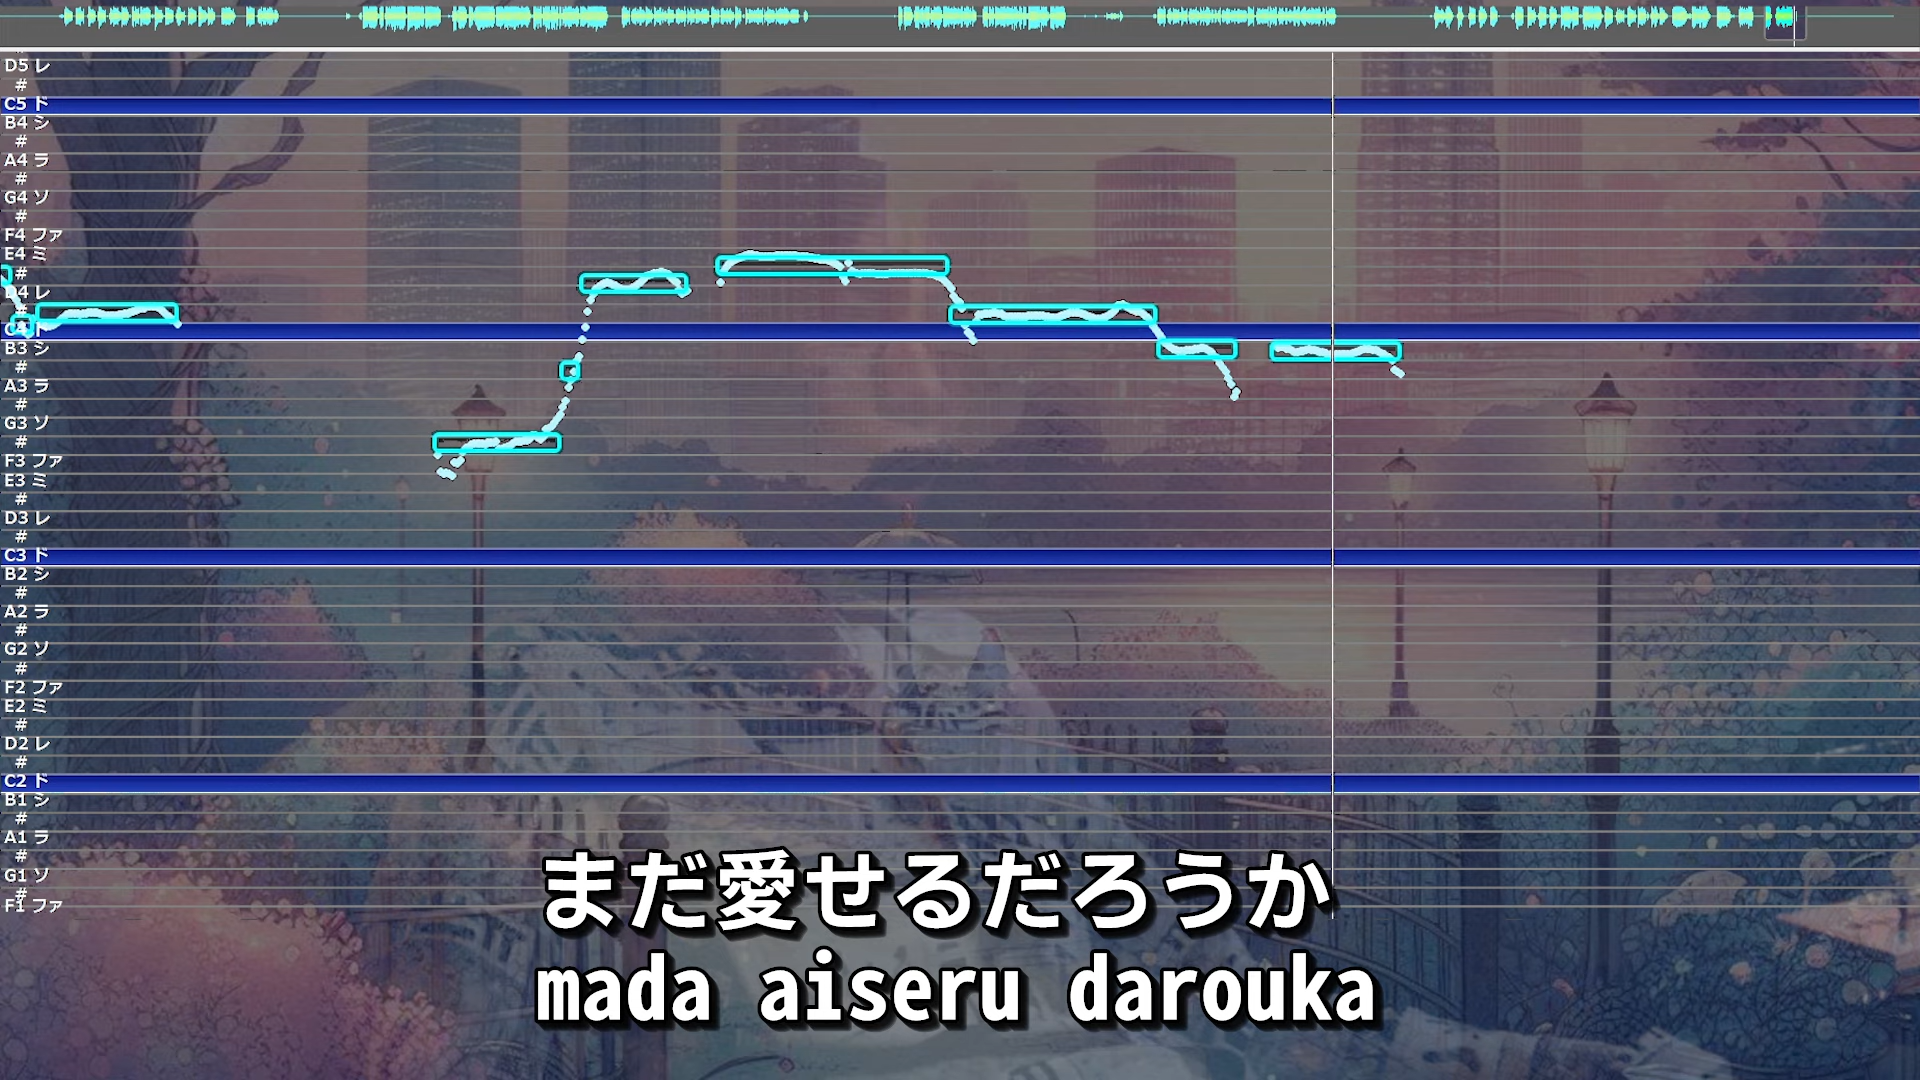 D5 レ
#
C5 ド
B4 シ
#
A4 ラ
#
G4 ソ
#
F4 ファ
E4 ミ
#
D4 レ
#
C4 ド
B3 シ
#
A3 ラ
#
G3 ソ
#
F3 ファ
E3 ミ
#
D3 レ
#
C3 ド
B2 シ
#
A2 ラ
#
G2 ソ
#
F2 ファ
E2 ミ
#
D2 レ
#
C2 ド
B1 シ
#
A1 ラ
#
G1 ソ
#
F1 ファ
まだ愛せるだろうか
mada aiseru darouka